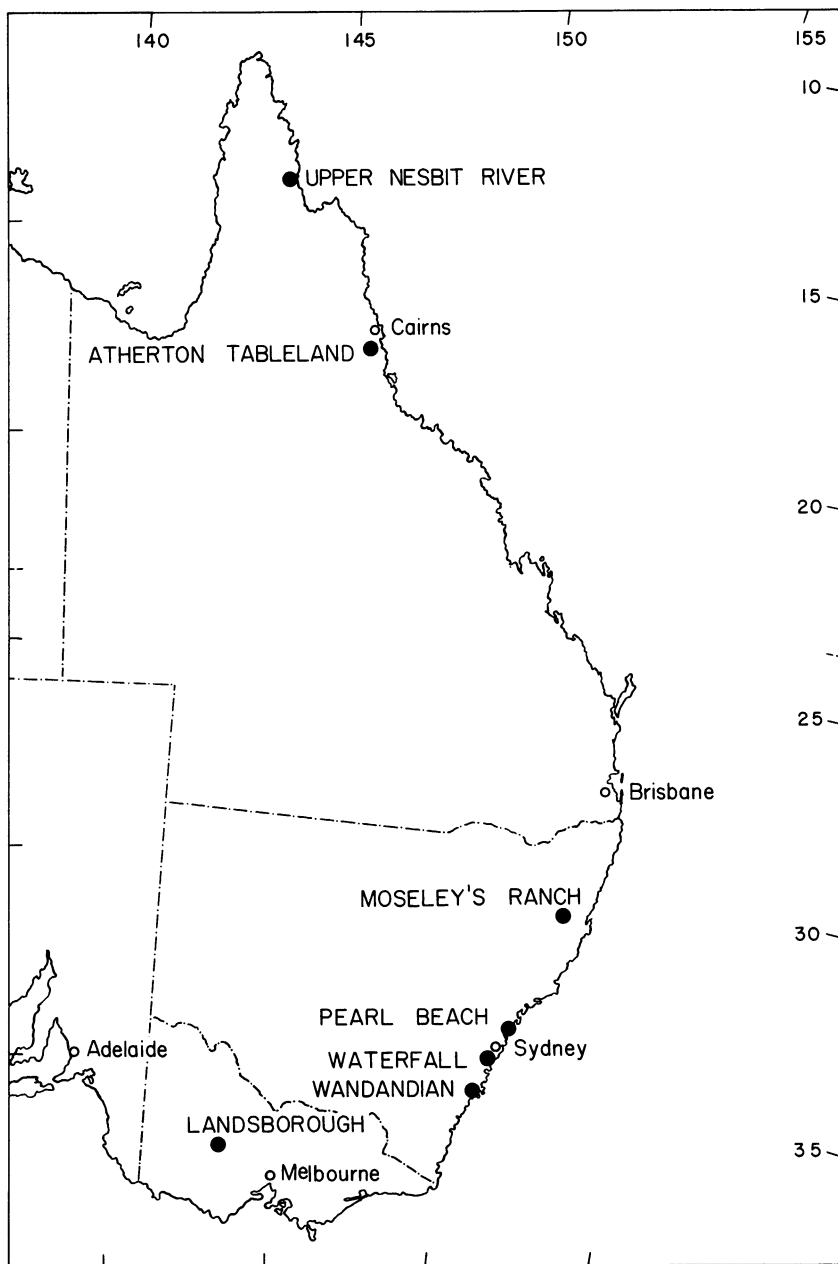 140 145 150 155
10
UPPER NESBIT RIVER
15
Cairns
ATHERTON TABLELAND
20
25
Brisbane
MOSELEY'S RANCH
30
PEARL BEACH
Sydney
Adelaide
WATERFALL
WANDANDIAN
LANDSBOROUGH
35
Melbourne